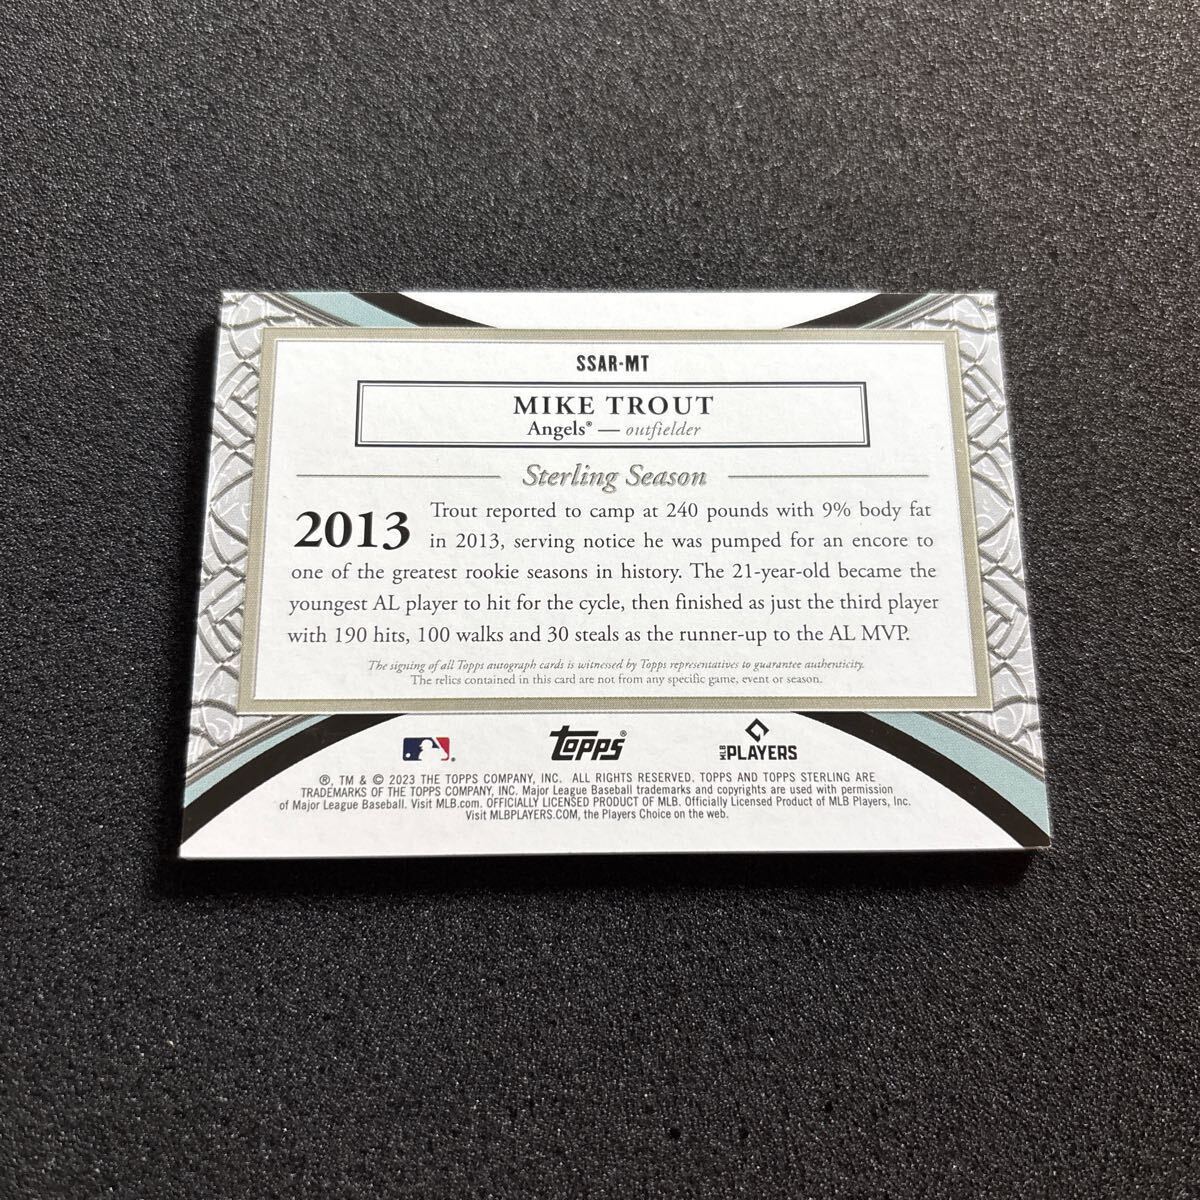 SSAR-MT
MIKE TROUT
Angels® — outfielder
Sterling Season
2013 Trout reported to camp at 240 pounds with 9% body fat
in 2013, serving notice he was pumped for an encore to
one of the greatest rookie seasons in history. The 21-year-old became the
youngest AL player to hit for the cycle, then finished as just the third player
with 190 hits, 100 walks and 30 steals as the runner-up to the AL MVP.
The signing of all Topps autograph cards is witnessed by Topps representatives to guarantee authenticity.
The relics contained in this card are not from any specific game, event or season.
topps® MLB PLAYERS
®, TM & © 2023 THE TOPPS COMPANY, INC. ALL RIGHTS RESERVED. TOPPS AND TOPPS STERLING ARE
TRADEMARKS OF THE TOPPS COMPANY, INC. Major League Baseball trademarks and copyrights are used with permission
of Major League Baseball. Visit MLB.com. OFFICIALLY LICENSED PRODUCT OF MLB. Officially Licensed Product of MLB Players, Inc.
Visit MLBPLAYERS.COM, the Players Choice on the web.